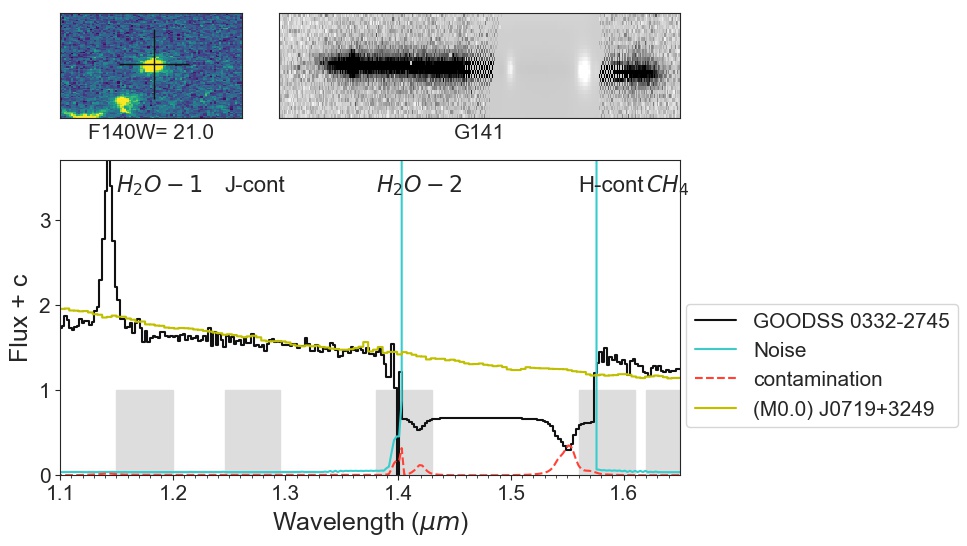 F140W= 21.0
G141
H₂O − 1 J-cont H₂O − 2 H-cont CH₄
3
2
1
0
Flux + c
1.1 1.2 1.3 1.4 1.5 1.6
Wavelength (μm)
GOODSS 0332-2745
Noise
contamination
(M0.0) J0719+3249